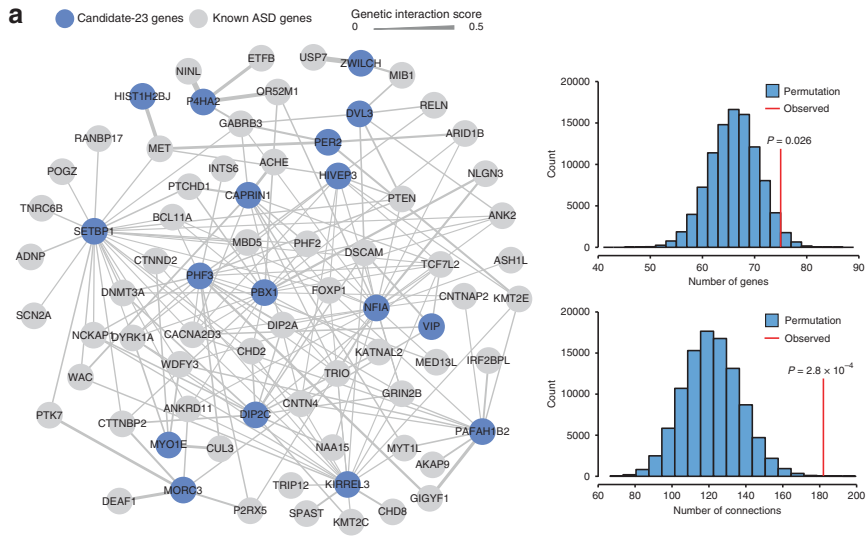 a
Candidate-23 genes
Known ASD genes
Genetic interaction score
0
0.5
USP7
ZWILCH
ETFB
NINL
MIB1
HIST1H2BJ
P4HA2
OR52M1
RELN
DVL3
GABRB3
ARID1B
RANBP17
PER2
MET
ACHE
INTS6
HIVEP3
NLGN3
POGZ
PTCHD1
CAPRIN1
PTEN
TNRC6B
BCL11A
ANK2
SETBP1
MBD5
PHF2
DSCAM
ADNP
CTNND2
TCF7L2
ASH1L
PHF3
DNMT3A
PBX1
FOXP1
CNTNAP2
KMT2E
NFIA
SCN2A
NCKAP1
DYRK1A
CACNA2D3
DIP2A
VIP
CHD2
KATNAL2
MED13L
IRF2BPL
WDFY3
TRIO
WAC
GRIN2B
CNTN4
PTK7
ANKRD11
DIP2C
CTTNBP2
PAFAH1B2
MYO1E
CUL3
NAA15
MYT1L
AKAP9
TRIP12
KIRREL3
MORC3
GIGYF1
DEAF1
P2RX5
SPAST
KMT2C
CHD8
20000
15000
10000
5000
0
Count
Permutation
Observed
P = 0.026
40 50 60 70 80 90
Number of genes
20000
15000
10000
5000
0
Count
Permutation
Observed
P = 2.8 × 10⁻⁴
60 80 100 120 140 160 180 200
Number of connections